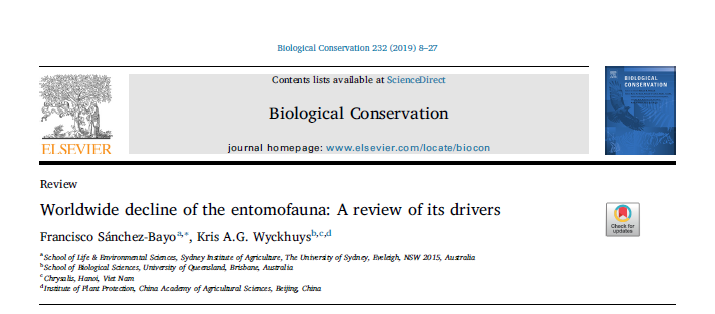 Biological Conservation 232 (2019) 8–27
Contents lists available at ScienceDirect
Biological Conservation
journal homepage: www.elsevier.com/locate/biocon
ELSEVIER
BIOLOGICAL
CONSERVATION
Review
Worldwide decline of the entomofauna: A review of its drivers
Francisco Sánchez-Bayoa,*, Kris A.G. Wyckhuysb,c,d
Check for
updates
a School of Life & Environmental Sciences, Sydney Institute of Agriculture, The University of Sydney, Eveleigh, NSW 2015, Australia
b School of Biological Sciences, University of Queensland, Brisbane, Australia
c Chrysalis, Hanoi, Viet Nam
d Institute of Plant Protection, China Academy of Agricultural Sciences, Beijing, China